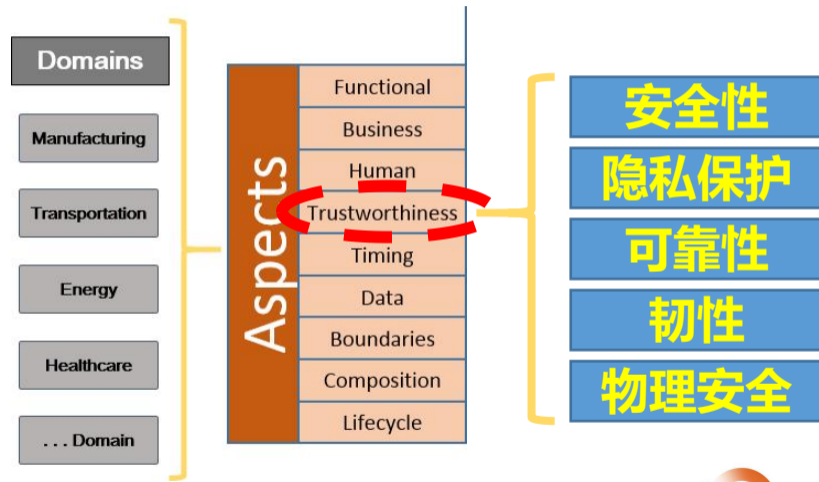 Domains
Manufacturing
Transportation
Energy
Healthcare
. . . Domain
Aspects
Functional
Business
Human
Trustworthiness
Timing
Data
Boundaries
Composition
Lifecycle
安全性
隐私保护
可靠性
韧性
物理安全